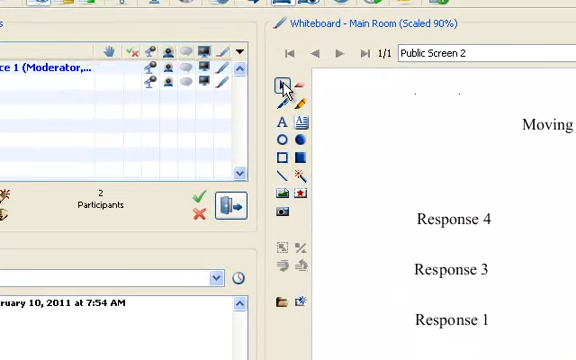 s
Whiteboard - Main Room (Scaled 90%)
1/1
Public Screen 2
ce 1 (Moderator,...
A
A
Moving
2
Participants
Response 4
Response 3
Response 1
ruary 10, 2011 at 7:54 AM